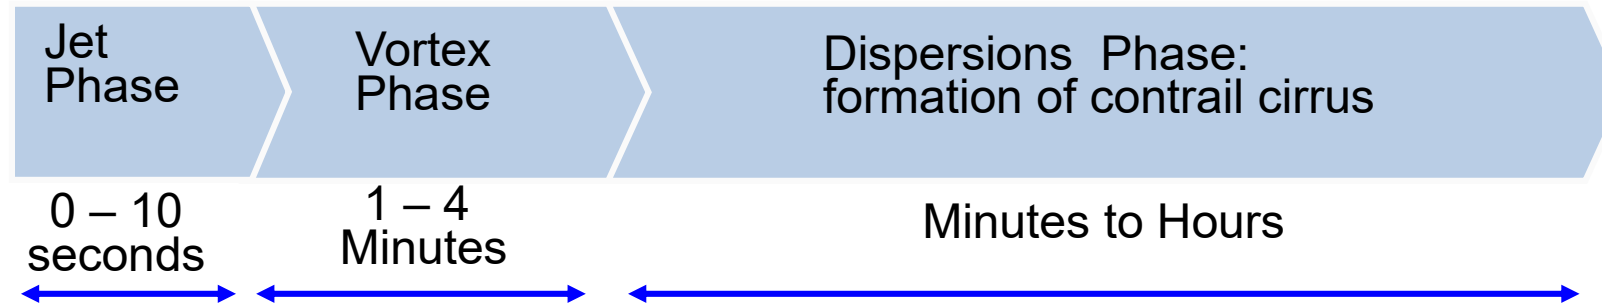 Jet
Phase
Vortex
Phase
Dispersions Phase:
formation of contrail cirrus
0 – 10
seconds
1 – 4
Minutes
Minutes to Hours